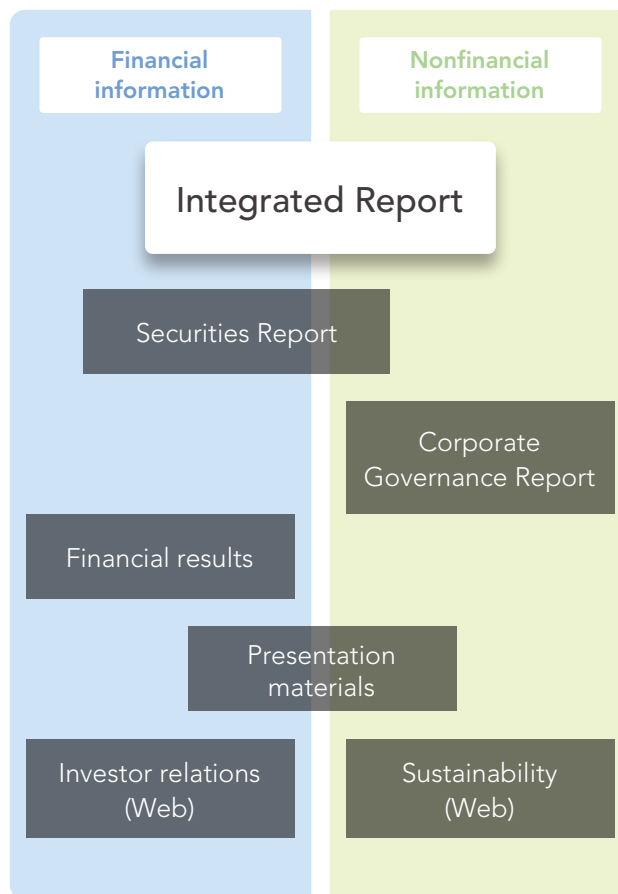 Financial
information
Nonfinancial
information
Integrated Report
Securities Report
Corporate
Governance Report
Financial results
Presentation
materials
Investor relations
(Web)
Sustainability
(Web)